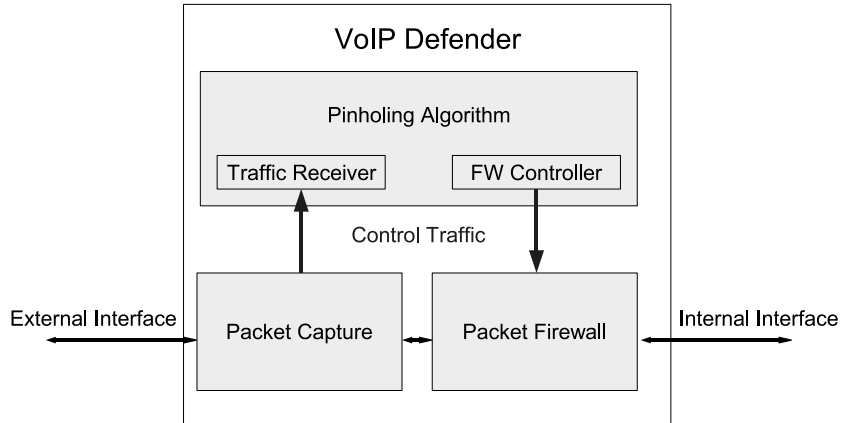 VoIP Defender
Pinholing Algorithm
Traffic Receiver
FW Controller
Control Traffic
External Interface
Packet Capture
Packet Firewall
Internal Interface